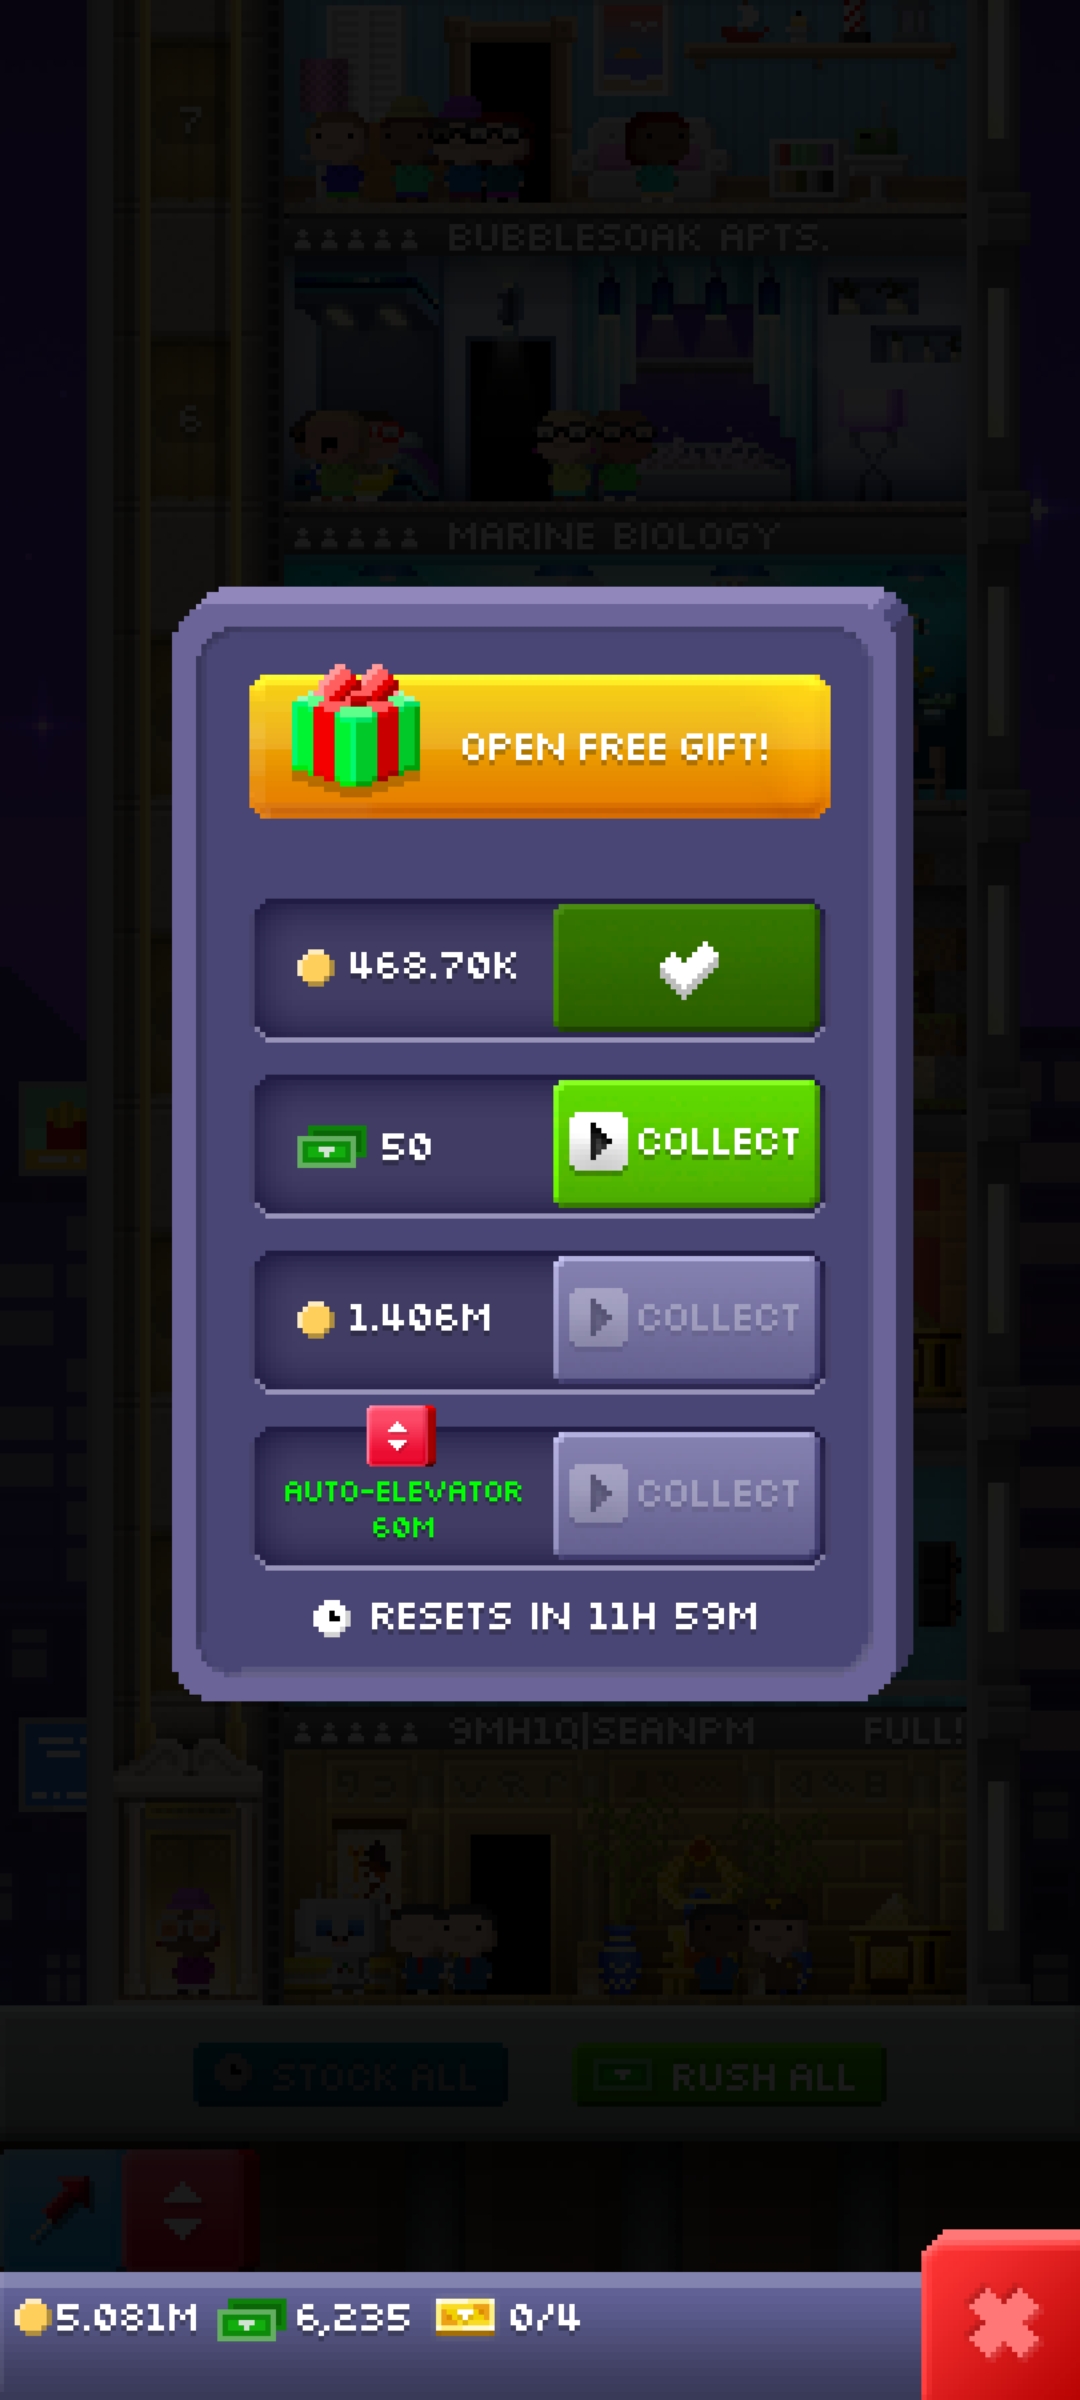 7
BUBBLESOAK APTS.
6
MARINE BIOLOGY
OPEN FREE GIFT!
468.70K
50
COLLECT
1.406M
COLLECT
AUTO-ELEVATOR
60M
COLLECT
RESETS IN 11H 59M
9MH1Q|SEANPM FULL!
STOCK ALL
RUSH ALL
5.081M 6,235 0/4